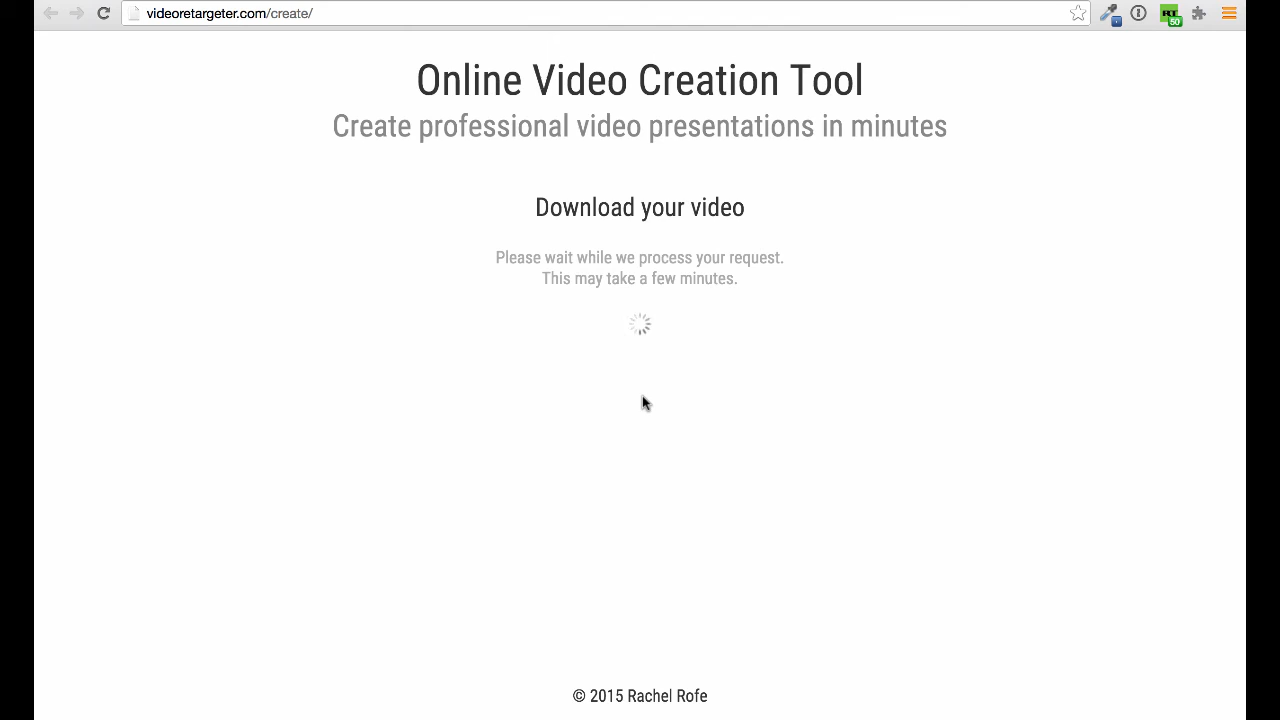 videoretargeter.com/create/
50
Online Video Creation Tool
Create professional video presentations in minutes
Download your video
Please wait while we process your request.
This may take a few minutes.
© 2015 Rachel Rofe